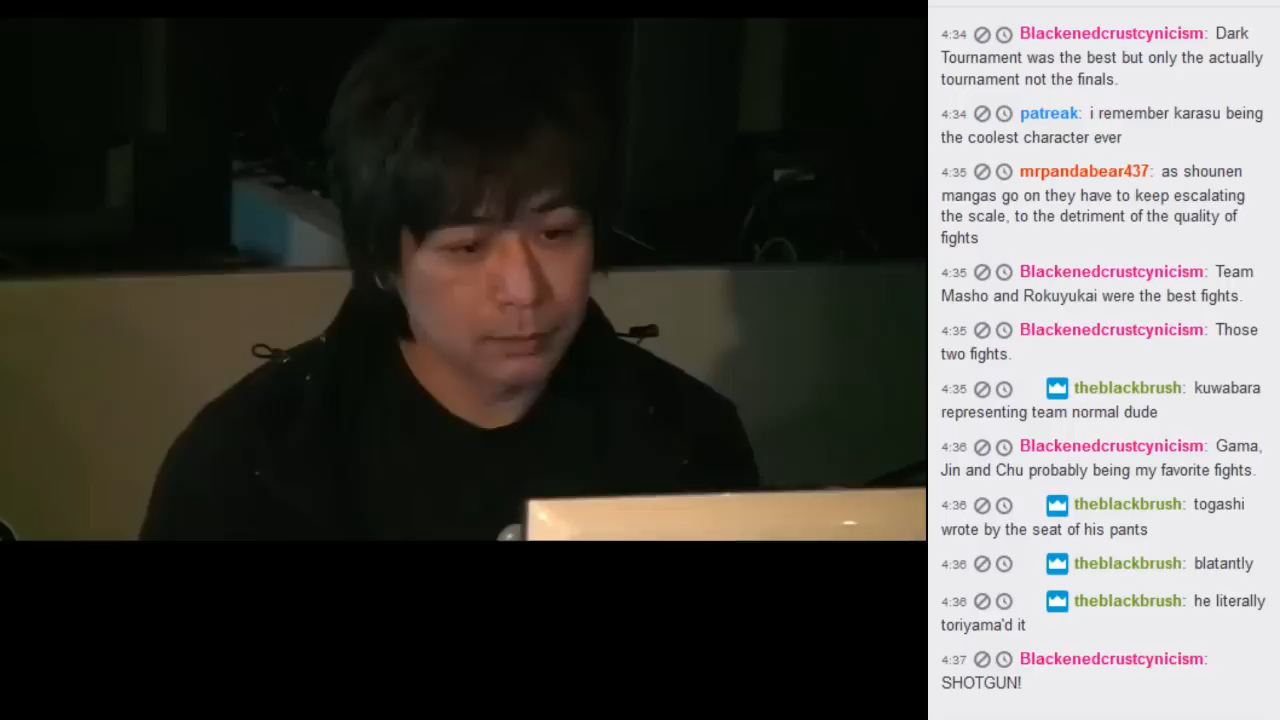 4:34 Blackenedcrustcynicism: Dark
Tournament was the best but only the actually
tournament not the finals.
4:34 patreak: i remember karasu being
the coolest character ever
4:35 mrpandabear437: as shounen
mangas go on they have to keep escalating
the scale, to the detriment of the quality of
fights
4:35 Blackenedcrustcynicism: Team
Masho and Rokuyukai were the best fights.
4:35 Blackenedcrustcynicism: Those
two fights.
4:35 theblackbrush: kuwabara
representing team normal dude
4:36 Blackenedcrustcynicism: Gama,
Jin and Chu probably being my favorite fights.
4:36 theblackbrush: togashi
wrote by the seat of his pants
4:36 theblackbrush: blatantly
4:36 theblackbrush: he literally
toriyama'd it
4:37 Blackenedcrustcynicism:
SHOTGUN!